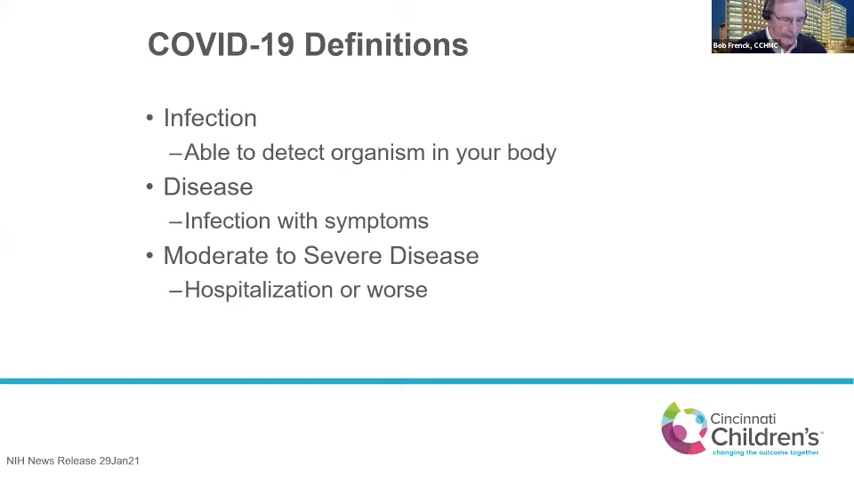 COVID-19 Definitions
Bob Frenck, CCHMC
• Infection
–Able to detect organism in your body
• Disease
–Infection with symptoms
• Moderate to Severe Disease
–Hospitalization or worse
Cincinnati
Children's™
changing the outcome together
NIH News Release 29Jan21